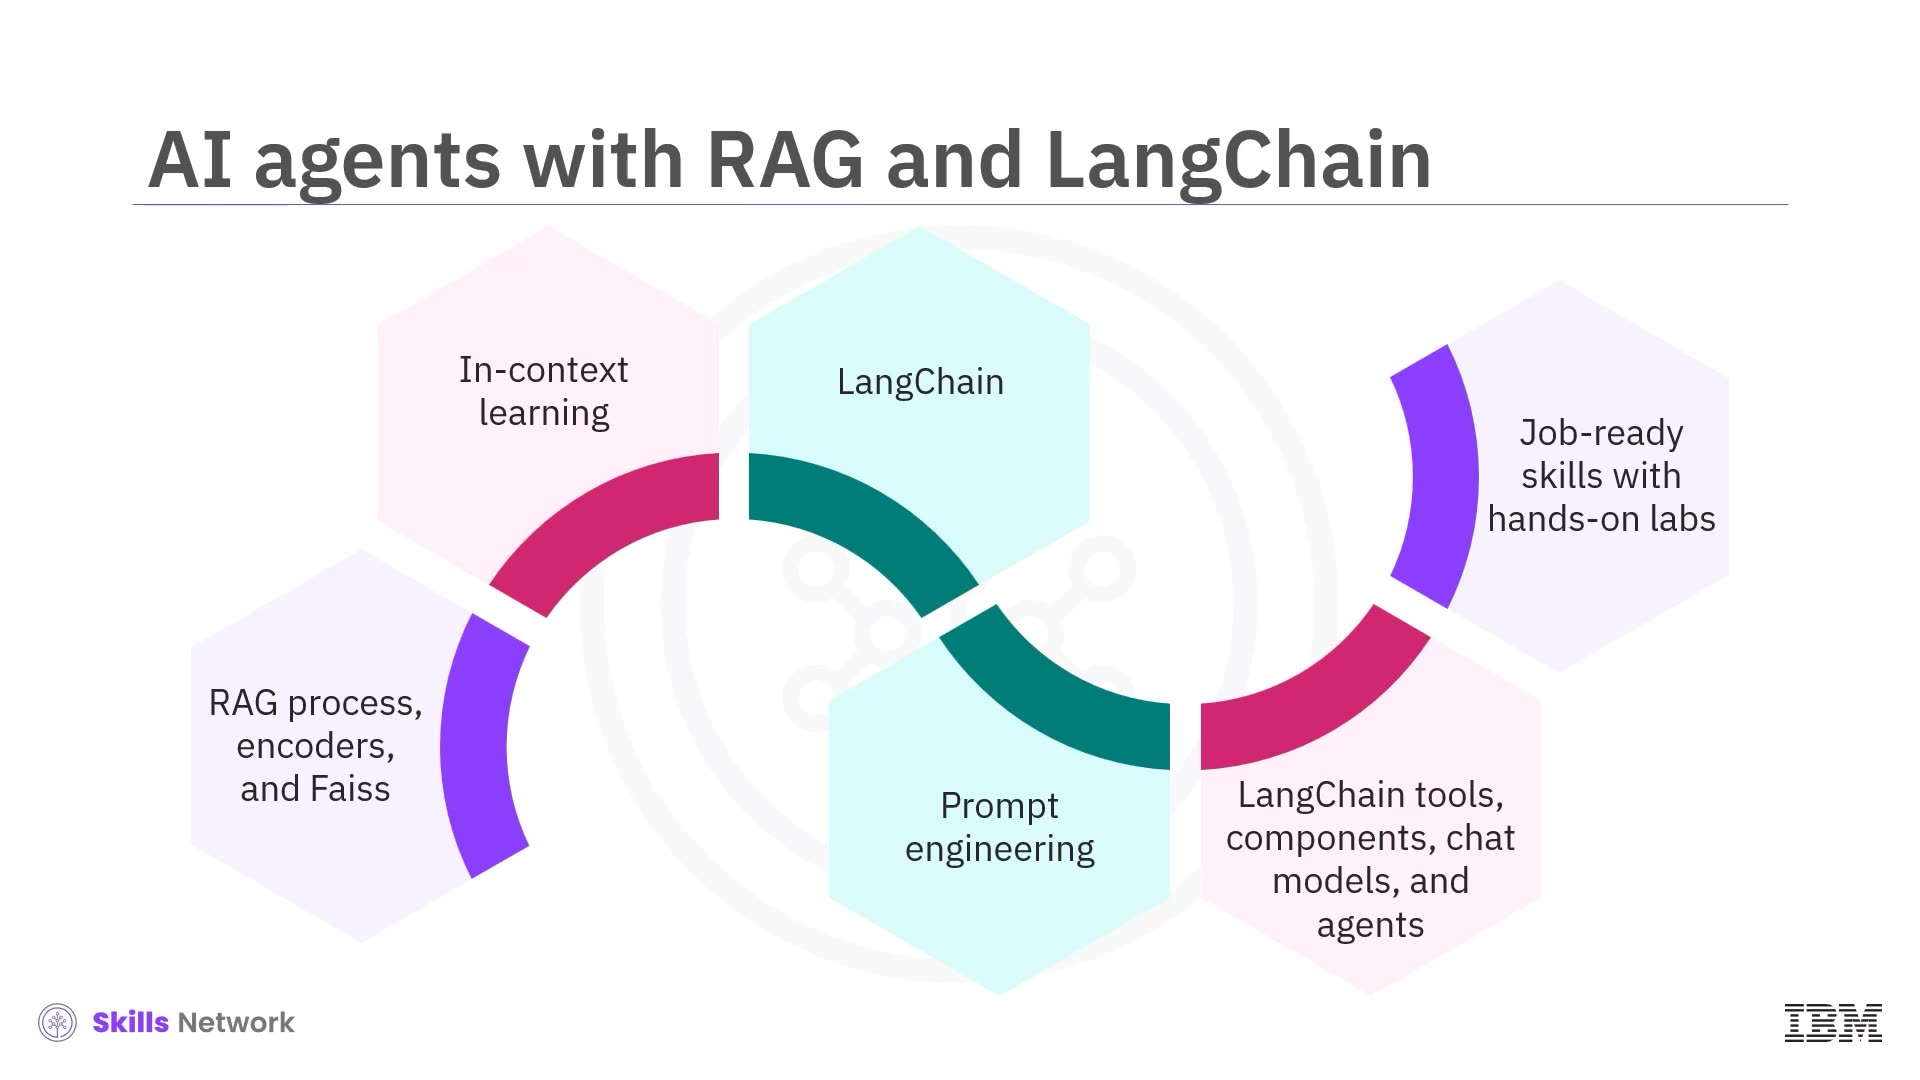 AI agents with RAG and LangChain
In-context
learning
LangChain
Job-ready
skills with
hands-on labs
RAG process,
encoders,
and Faiss
Prompt
engineering
LangChain tools,
components, chat
models, and
agents
Skills Network
IBM